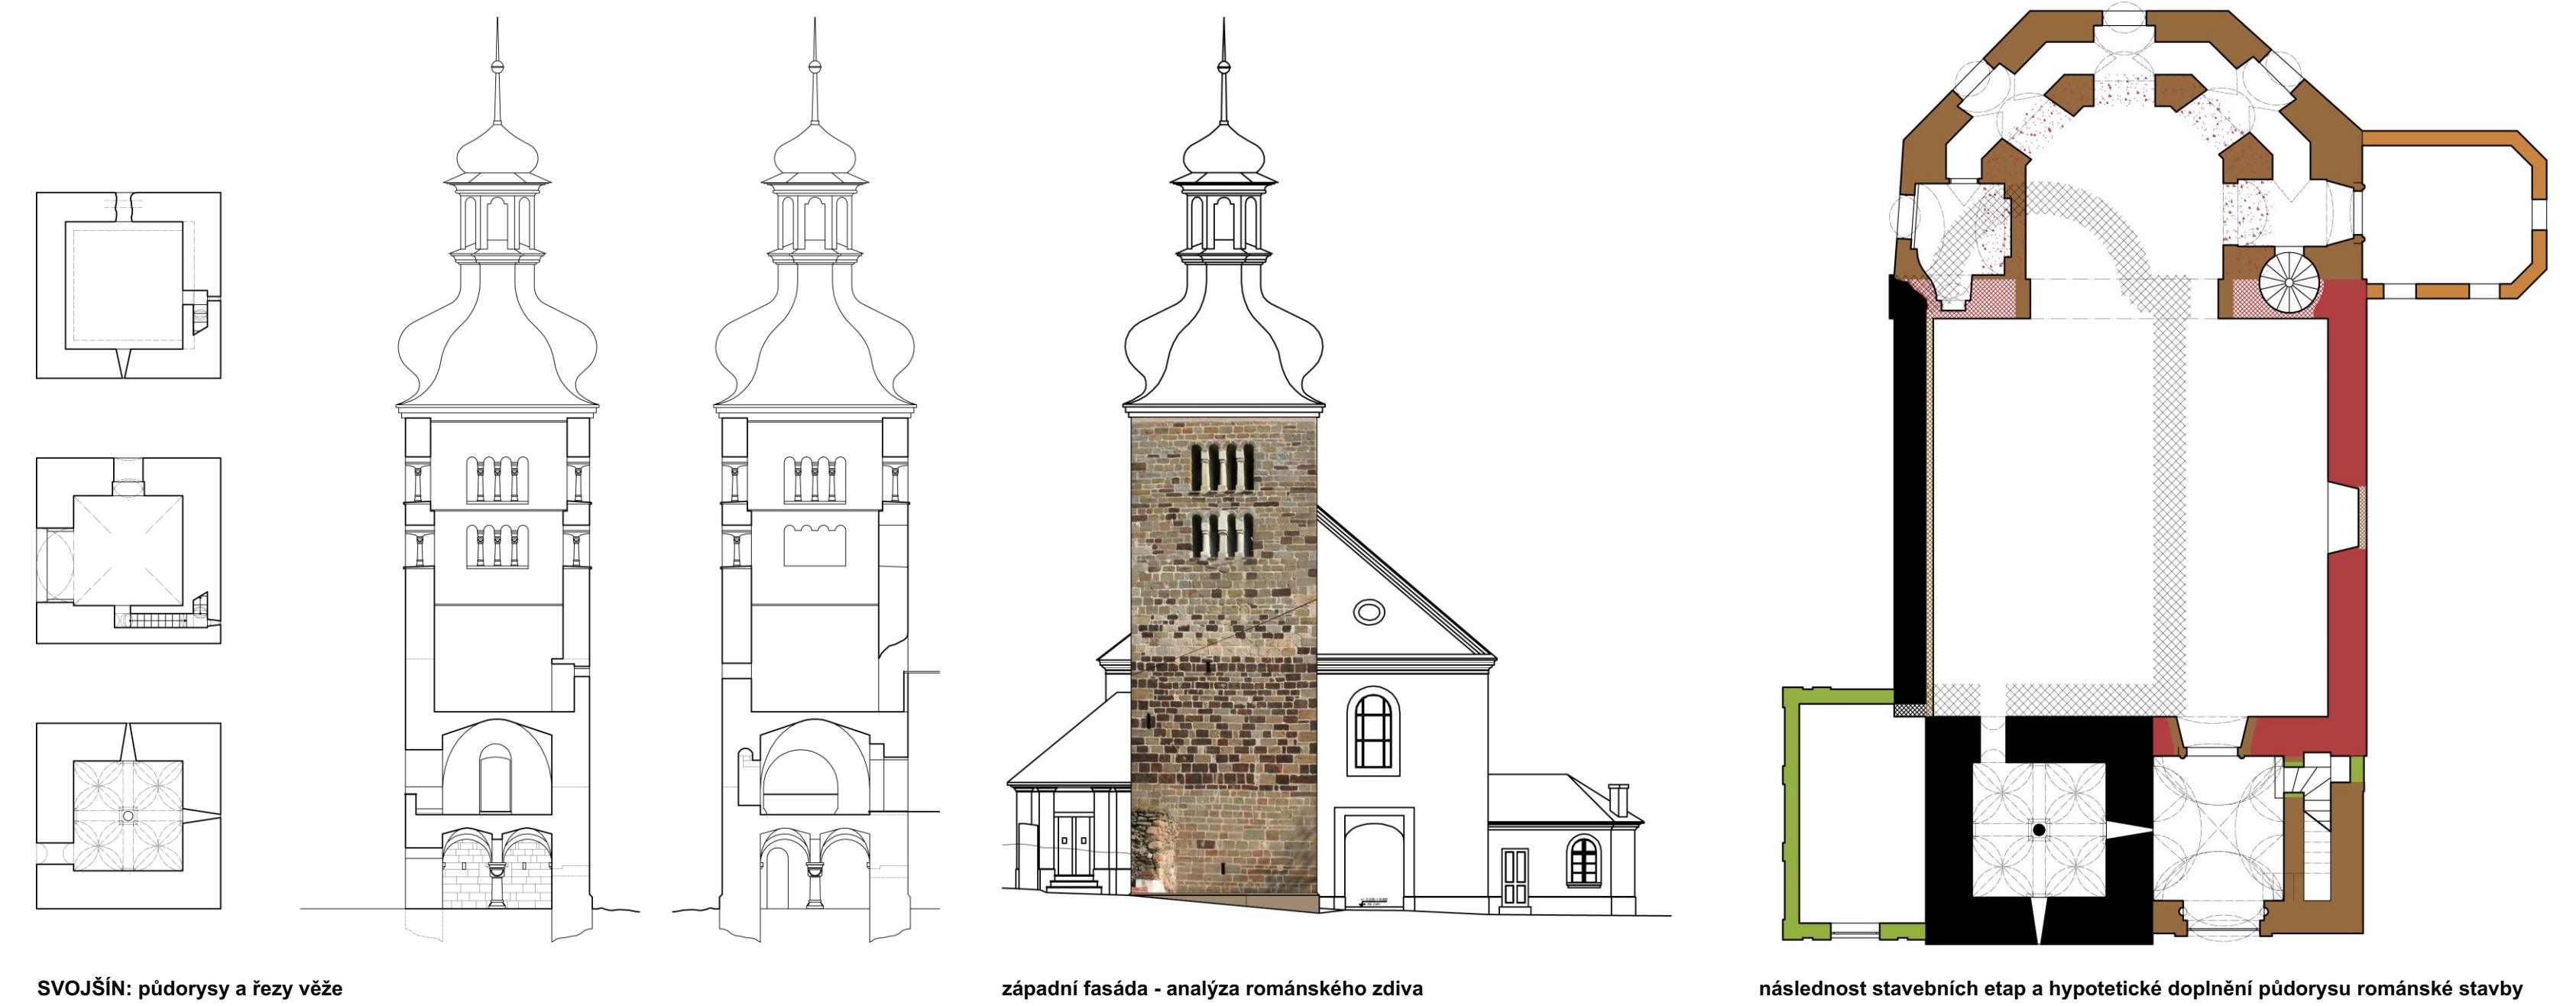 SVOJŠÍN: půdorysy a řezy věže
západní fasáda - analýza románského zdiva
následnost stavebních etap a hypotetické doplnění půdorysu románské stavby